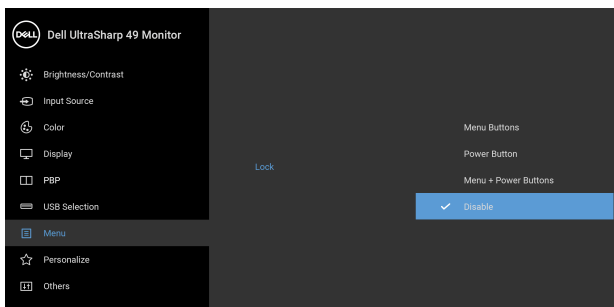 DELL Dell UltraSharp 49 Monitor
Brightness/Contrast
Input Source
Color
Display
PBP
USB Selection
Menu
Personalize
Others
Lock
Menu Buttons
Power Button
Menu + Power Buttons
Disable